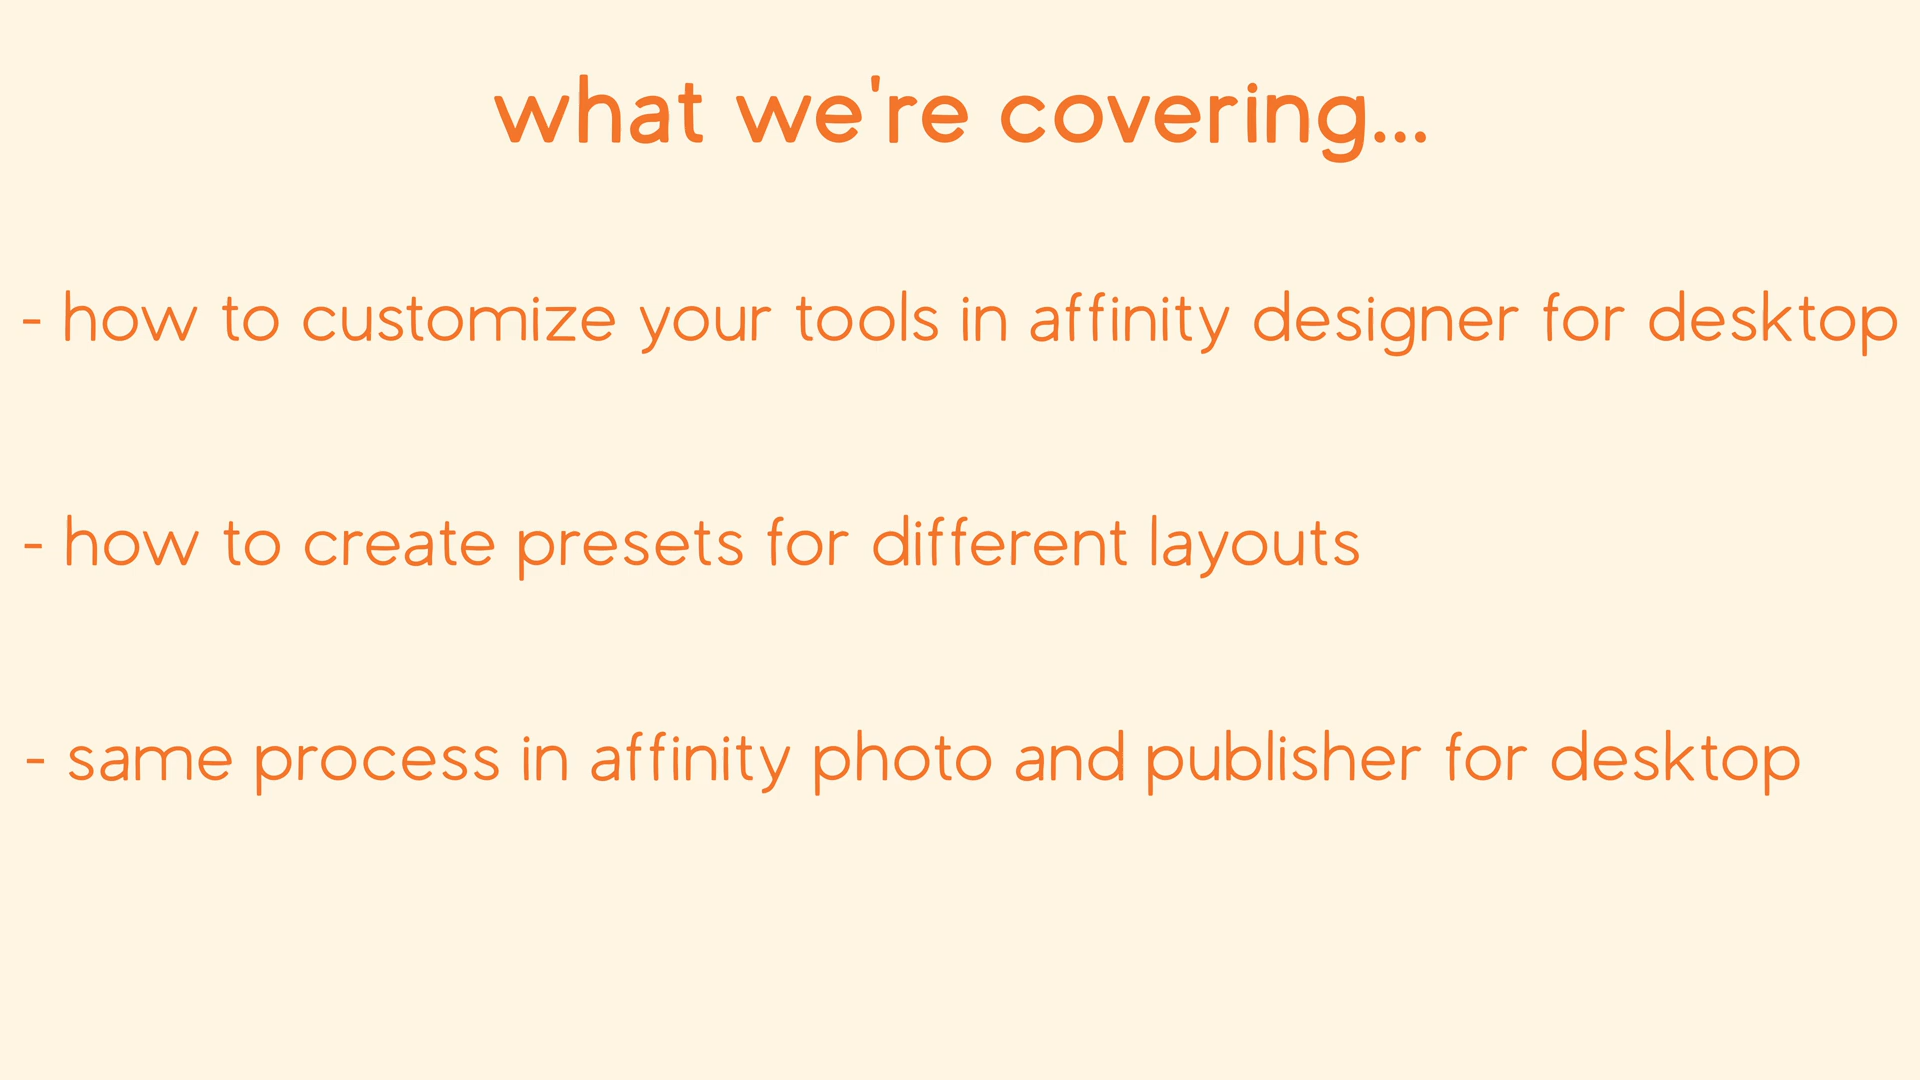 what we're covering...
- how to customize your tools in affinity designer for desktop
- how to create presets for different layouts
- same process in affinity photo and publisher for desktop